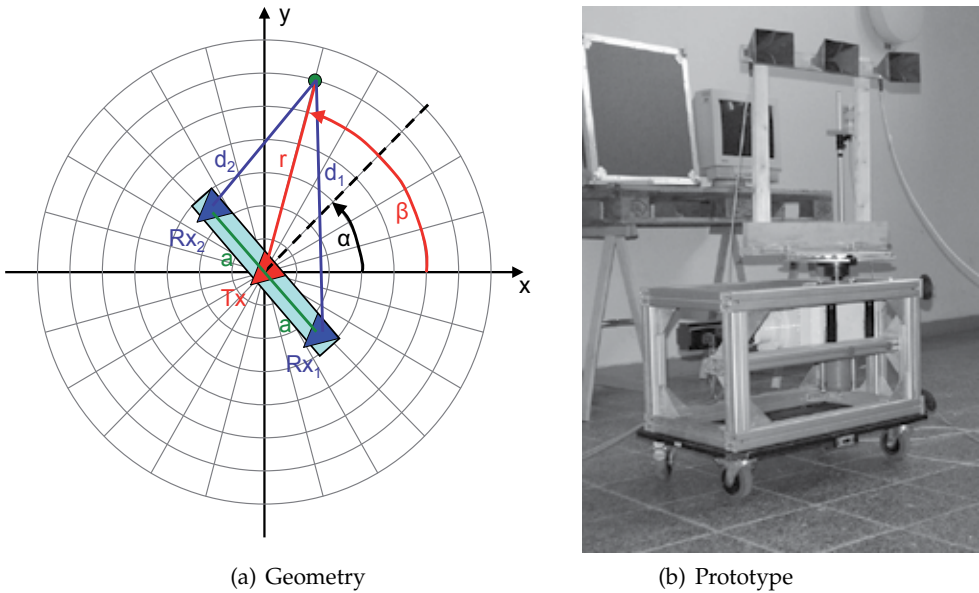 y
d₂
r
d₁
β
Rx₂
α
a
x
Tx
a
Rx₁
(a) Geometry
(b) Prototype